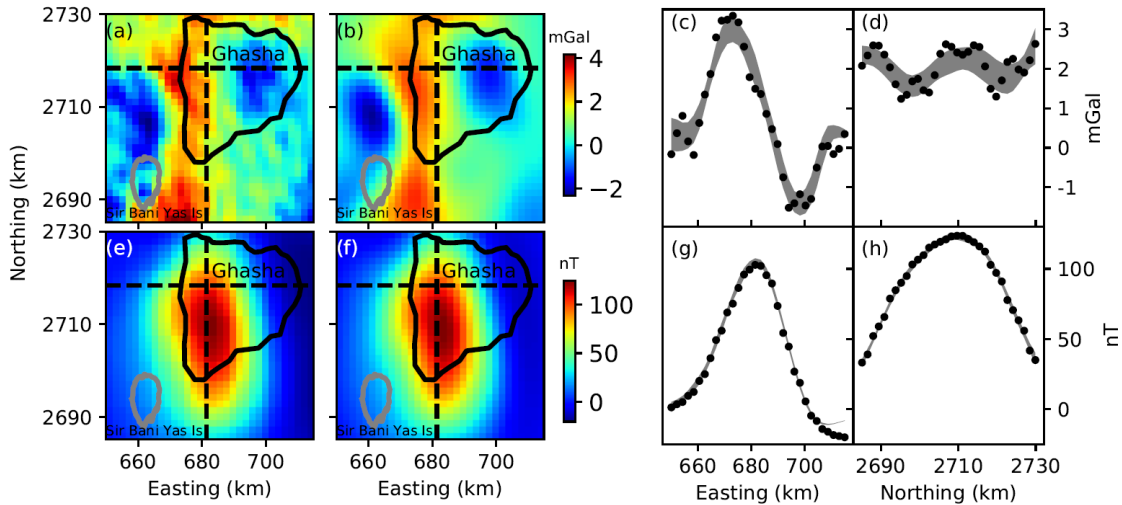 (a)
Ghasha
Sir Bani Yas Is
(b)
Ghasha
Sir Bani Yas Is
mGal
4
2
0
−2
(c)
(d)
3
2
1
0
-1
mGal
2730
2710
2690
Northing (km)
(e)
Ghasha
Sir Bani Yas Is
(f)
Ghasha
Sir Bani Yas Is
nT
100
50
0
(g)
(h)
100
50
0
nT
2730
2710
2690
660 680 700
Easting (km)
660 680 700
Easting (km)
660 680 700
Easting (km)
2690 2710 2730
Northing (km)